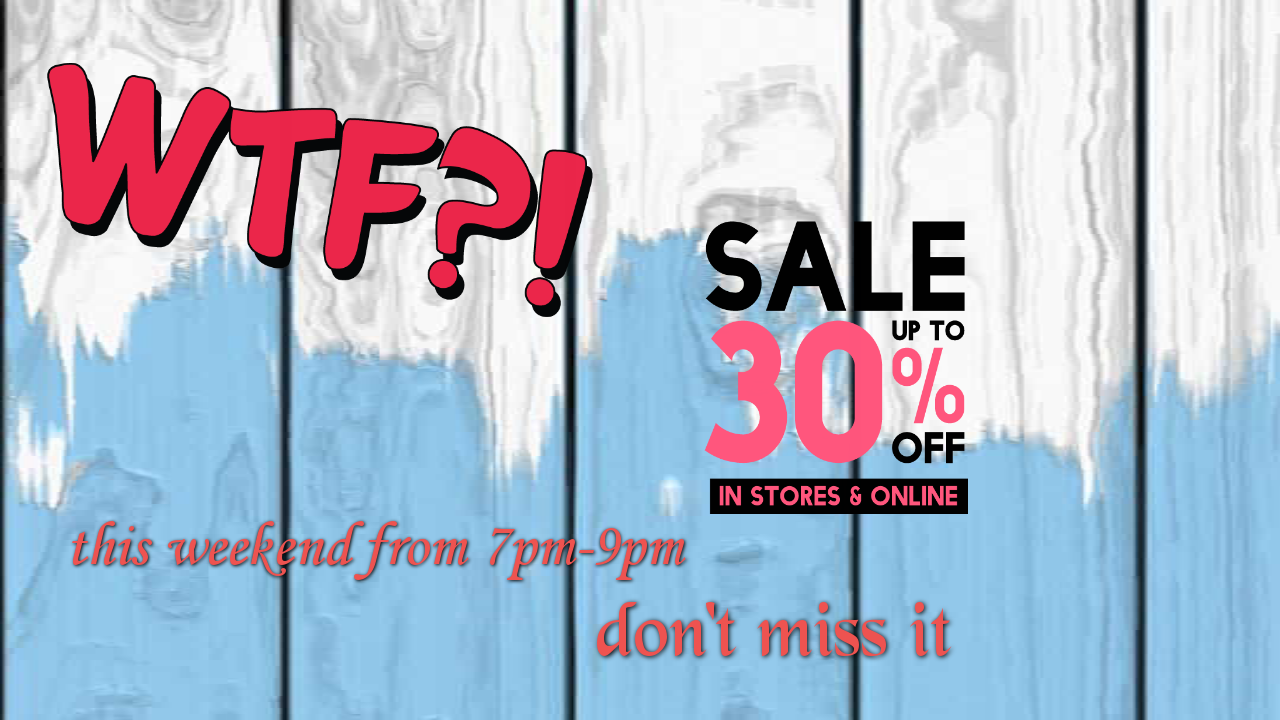 WTF?!
SALE
30% UP TO OFF
IN STORES & ONLINE
this weekend from 7pm-9pm
don't miss it